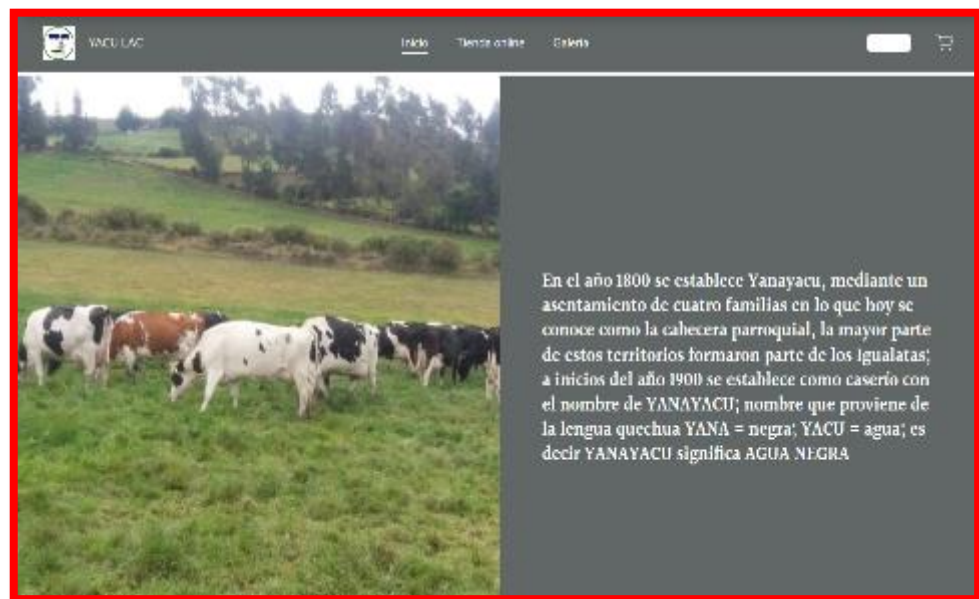 YACU LAC
Inicio
Tienda online
Galería
En el año 1800 se establece Yanayacu, mediante un
asentamiento de cuatro familias en lo que hoy se
conoce como la cabecera parroquial, la mayor parte
de estos territorios formaron parte de los Igualatas;
a inicios del año 1900 se establece como caserío con
el nombre de YANAYACU; nombre que proviene de
la lengua quechua YANA = negra; YACU = agua; es
decir YANAYACU significa AGUA NEGRA